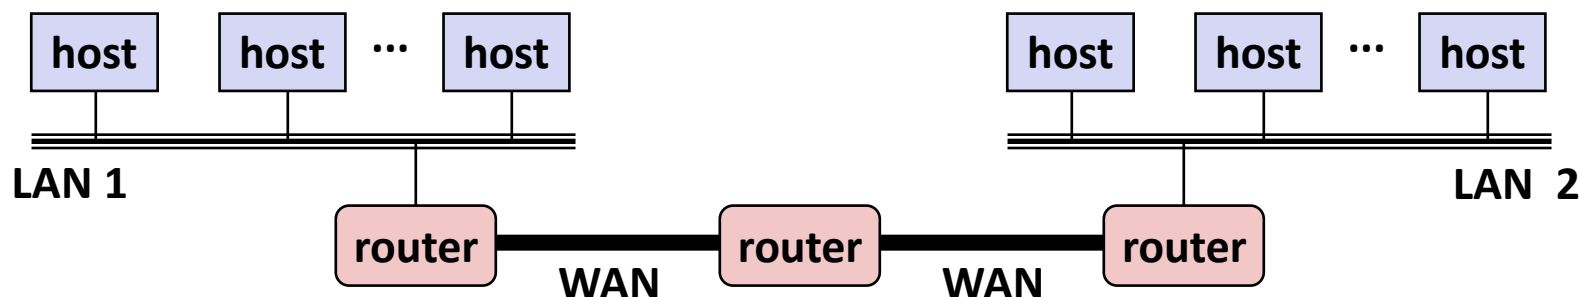 host host ... host host host ... host
LAN 1 LAN 2
router router router
WAN WAN